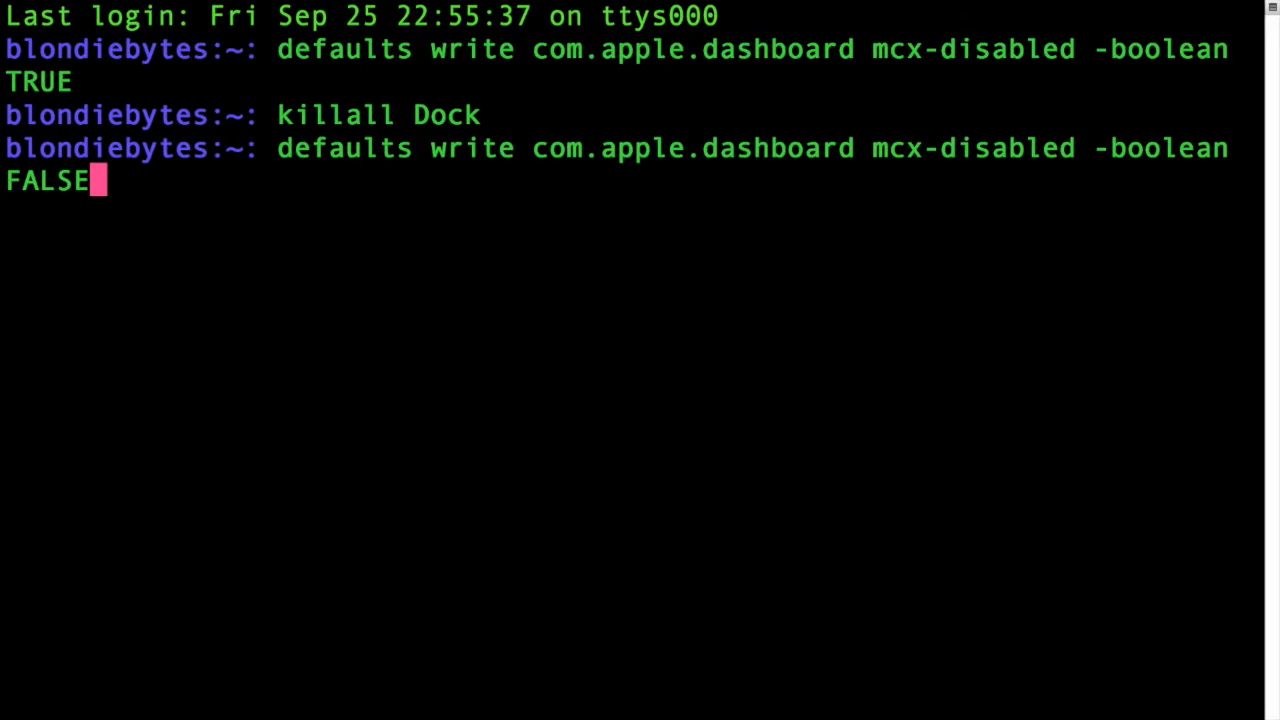 Last login: Fri Sep 25 22:55:37 on ttys000
blondiebytes:~: defaults write com.apple.dashboard mcx-disabled -boolean
TRUE
blondiebytes:~: killall Dock
blondiebytes:~: defaults write com.apple.dashboard mcx-disabled -boolean
FALSE